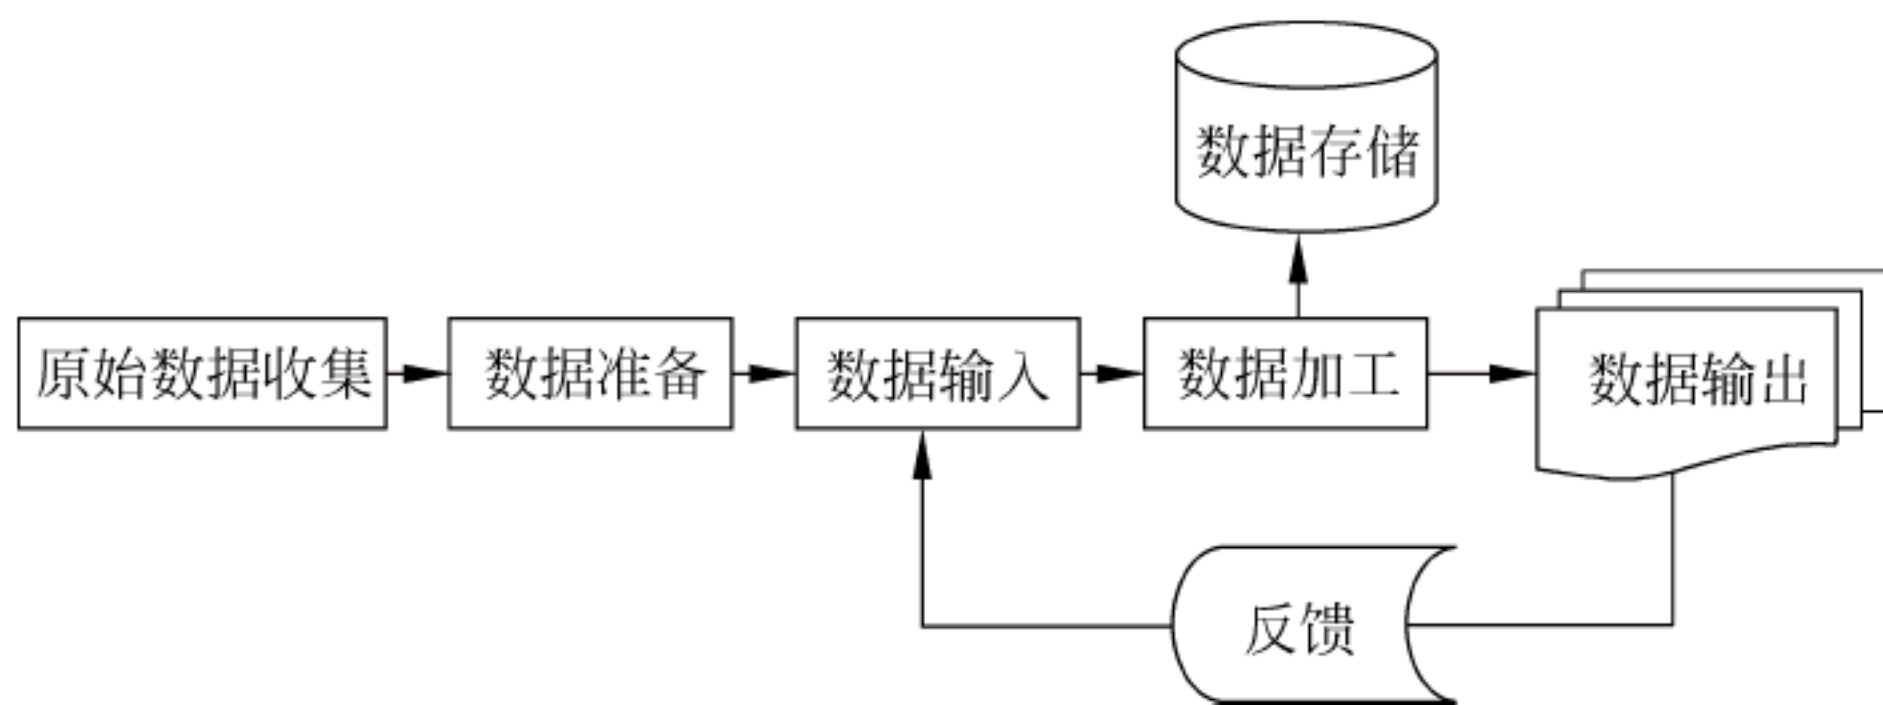 数据存储
原始数据收集
数据准备
数据输入
数据加工
数据输出
反馈